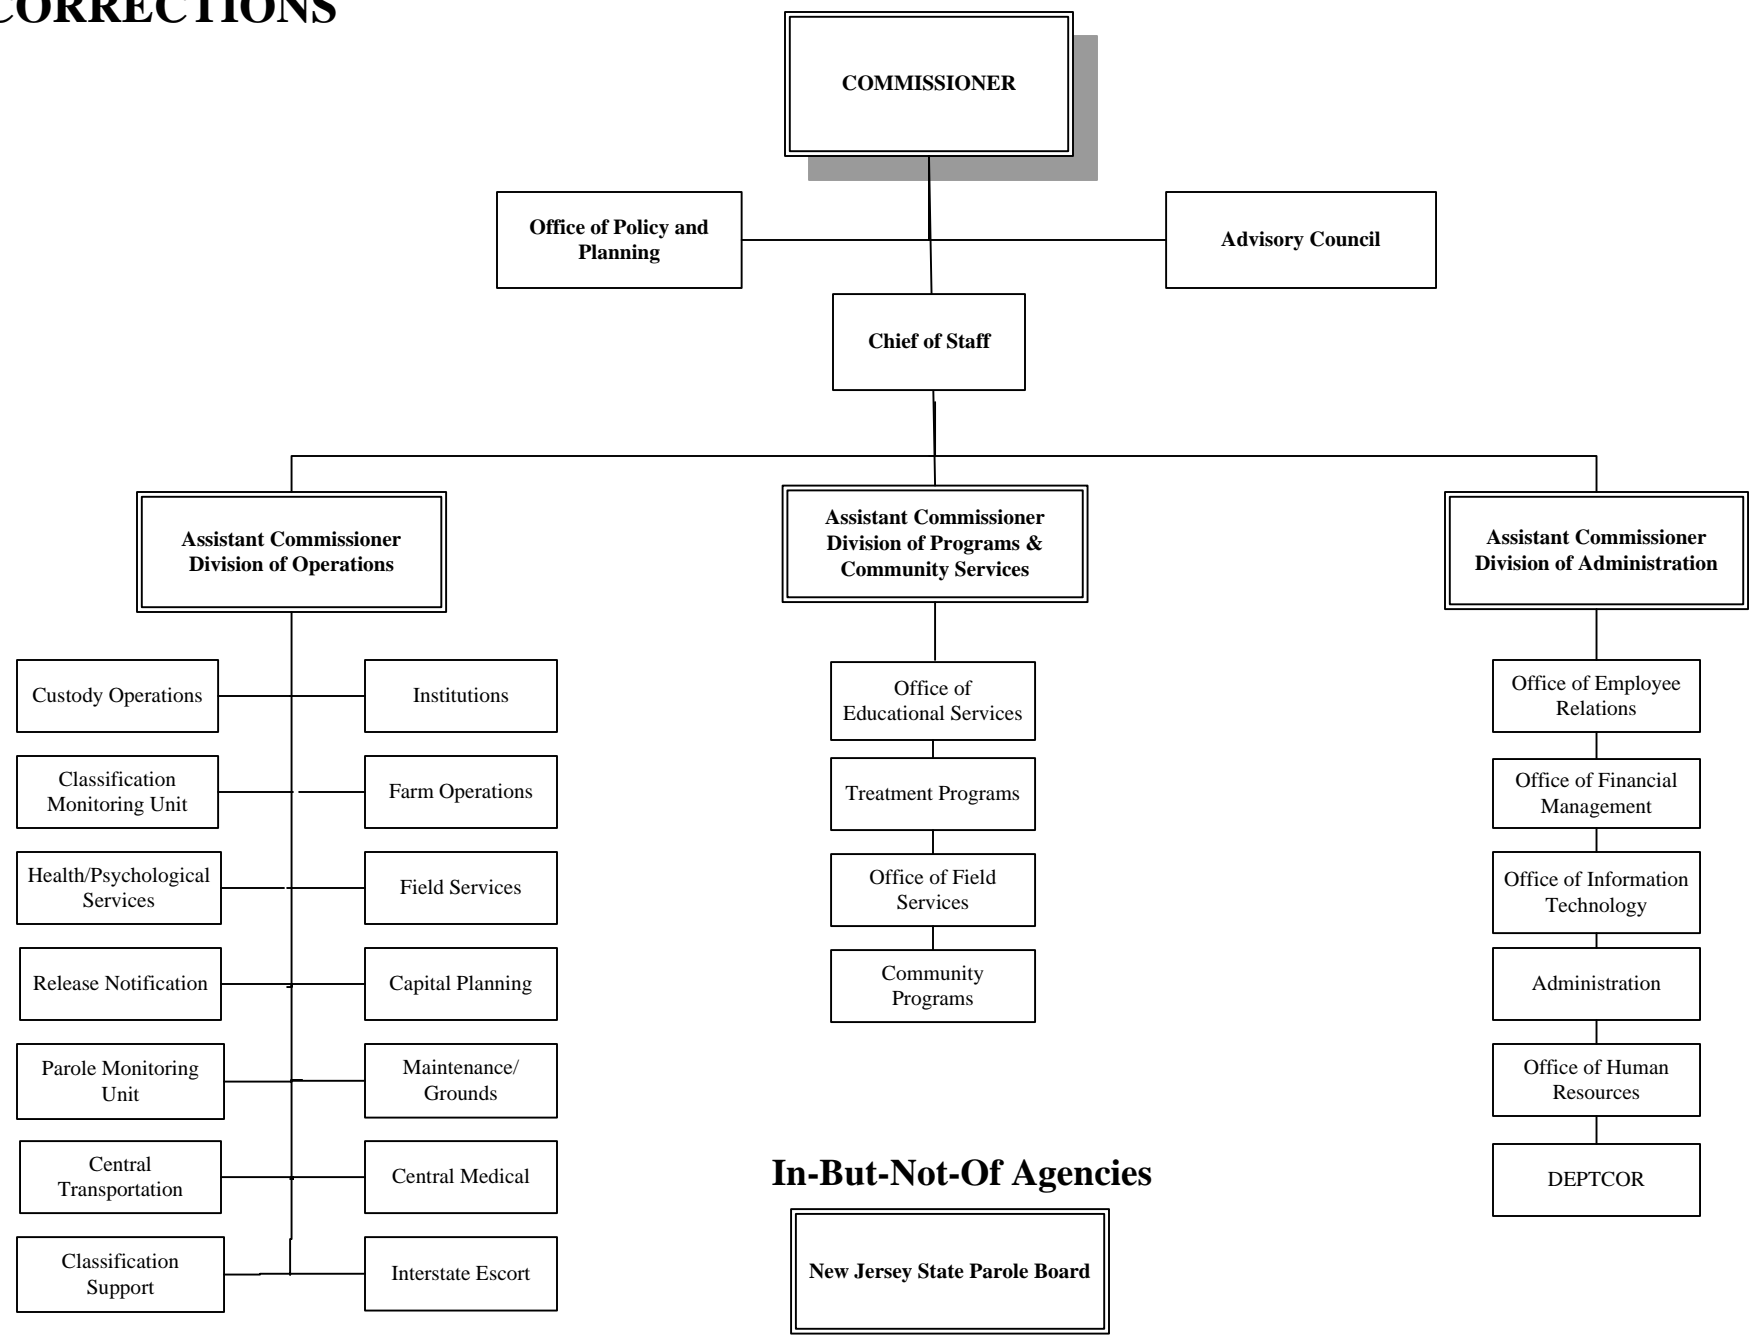 CORRECTIONS
COMMISSIONER
Office of Policy and
Planning
Advisory Council
Chief of Staff
Assistant Commissioner
Division of Operations
Assistant Commissioner
Division of Programs &
Community Services
Assistant Commissioner
Division of Administration
Custody Operations
Institutions
Classification
Monitoring Unit
Farm Operations
Health/Psychological
Services
Field Services
Release Notification
Capital Planning
Parole Monitoring
Unit
Maintenance/
Grounds
Central
Transportation
Central Medical
Classification
Support
Interstate Escort
Office of
Educational Services
Treatment Programs
Office of Field
Services
Community
Programs
Office of Employee
Relations
Office of Financial
Management
Office of Information
Technology
Administration
Office of Human
Resources
DEPTCOR
In-But-Not-Of Agencies
New Jersey State Parole Board